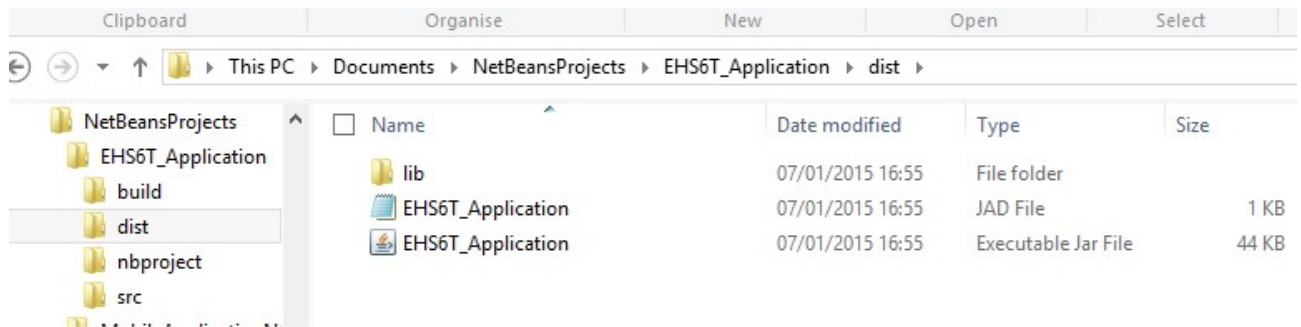 Clipboard Organise New Open Select
This PC Documents NetBeansProjects EHS6T_Application dist
NetBeansProjects
EHS6T_Application
build
dist
nbproject
src
Name Date modified Type Size
lib 07/01/2015 16:55 File folder
EHS6T_Application 07/01/2015 16:55 JAD File 1 KB
EHS6T_Application 07/01/2015 16:55 Executable Jar File 44 KB